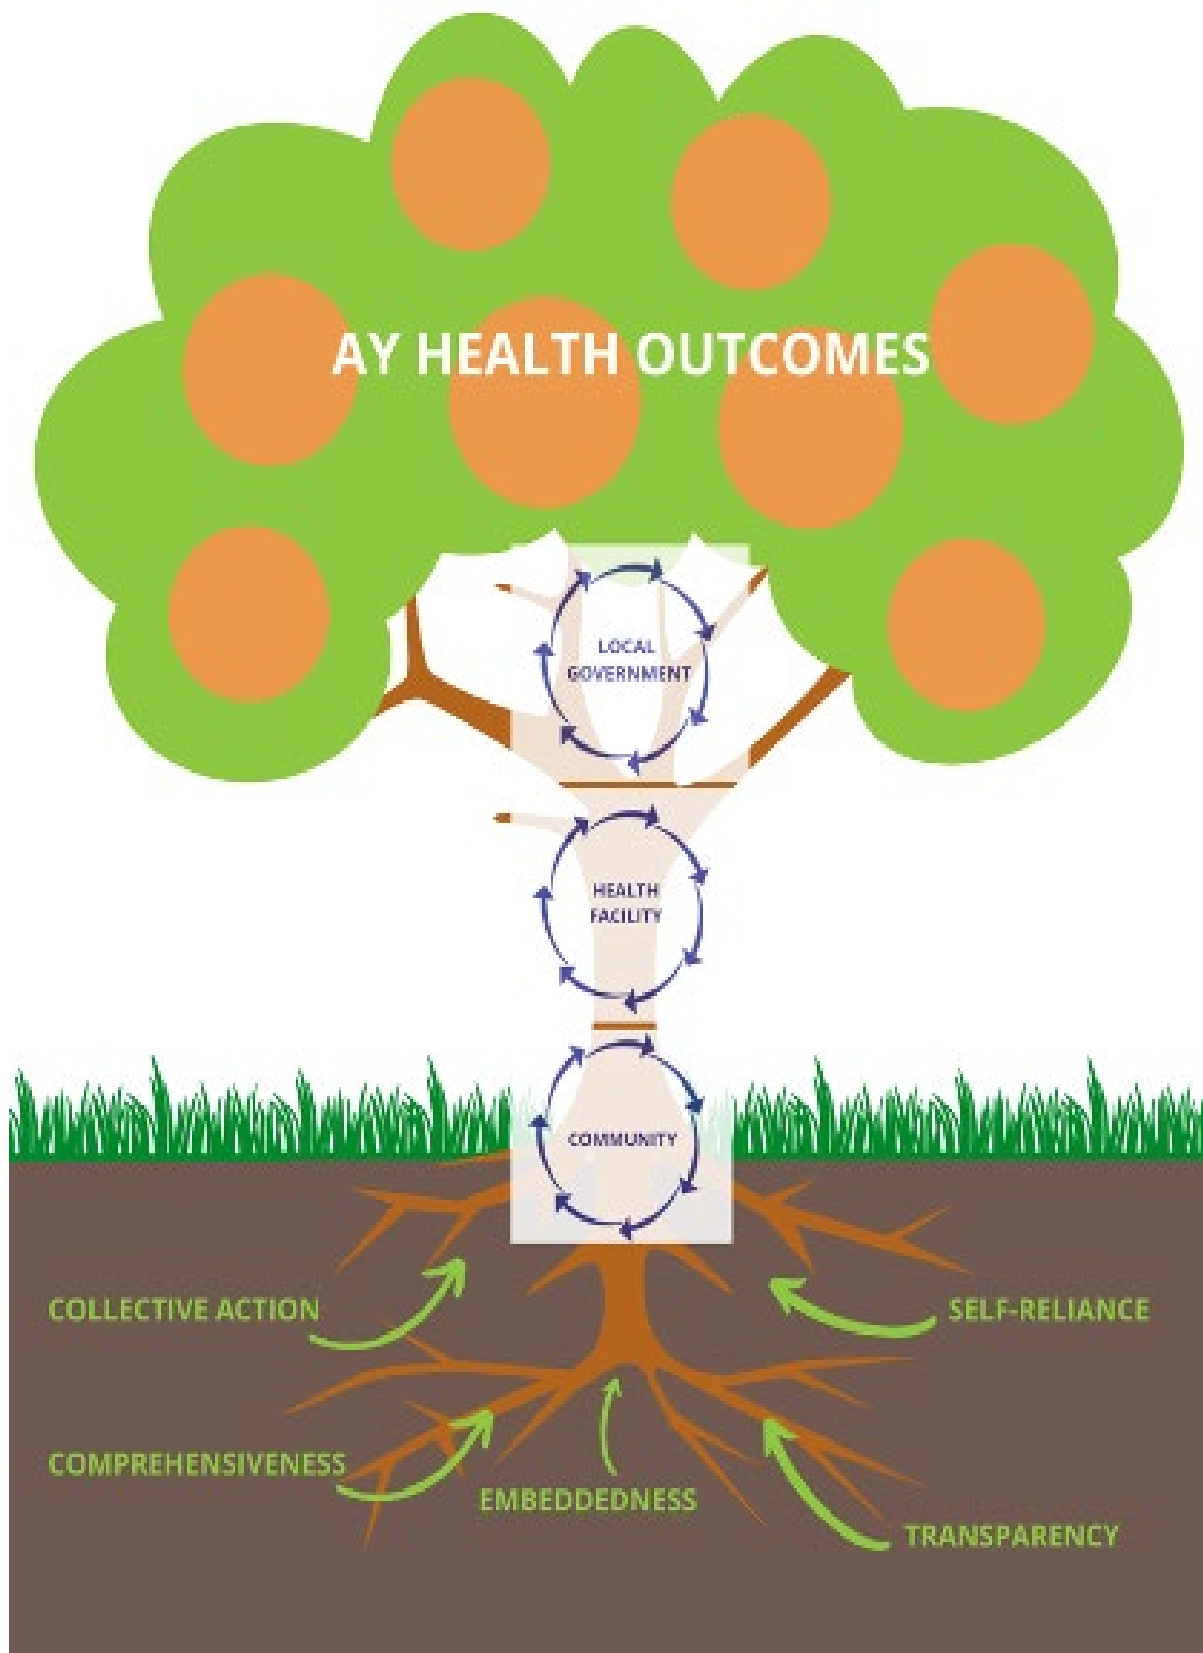 AY HEALTH OUTCOMES
LOCAL
GOVERNMENT
HEALTH
FACILITY
COMMUNITY
COLLECTIVE ACTION
SELF-RELIANCE
COMPREHENSIVENESS
EMBEDDEDNESS
TRANSPARENCY